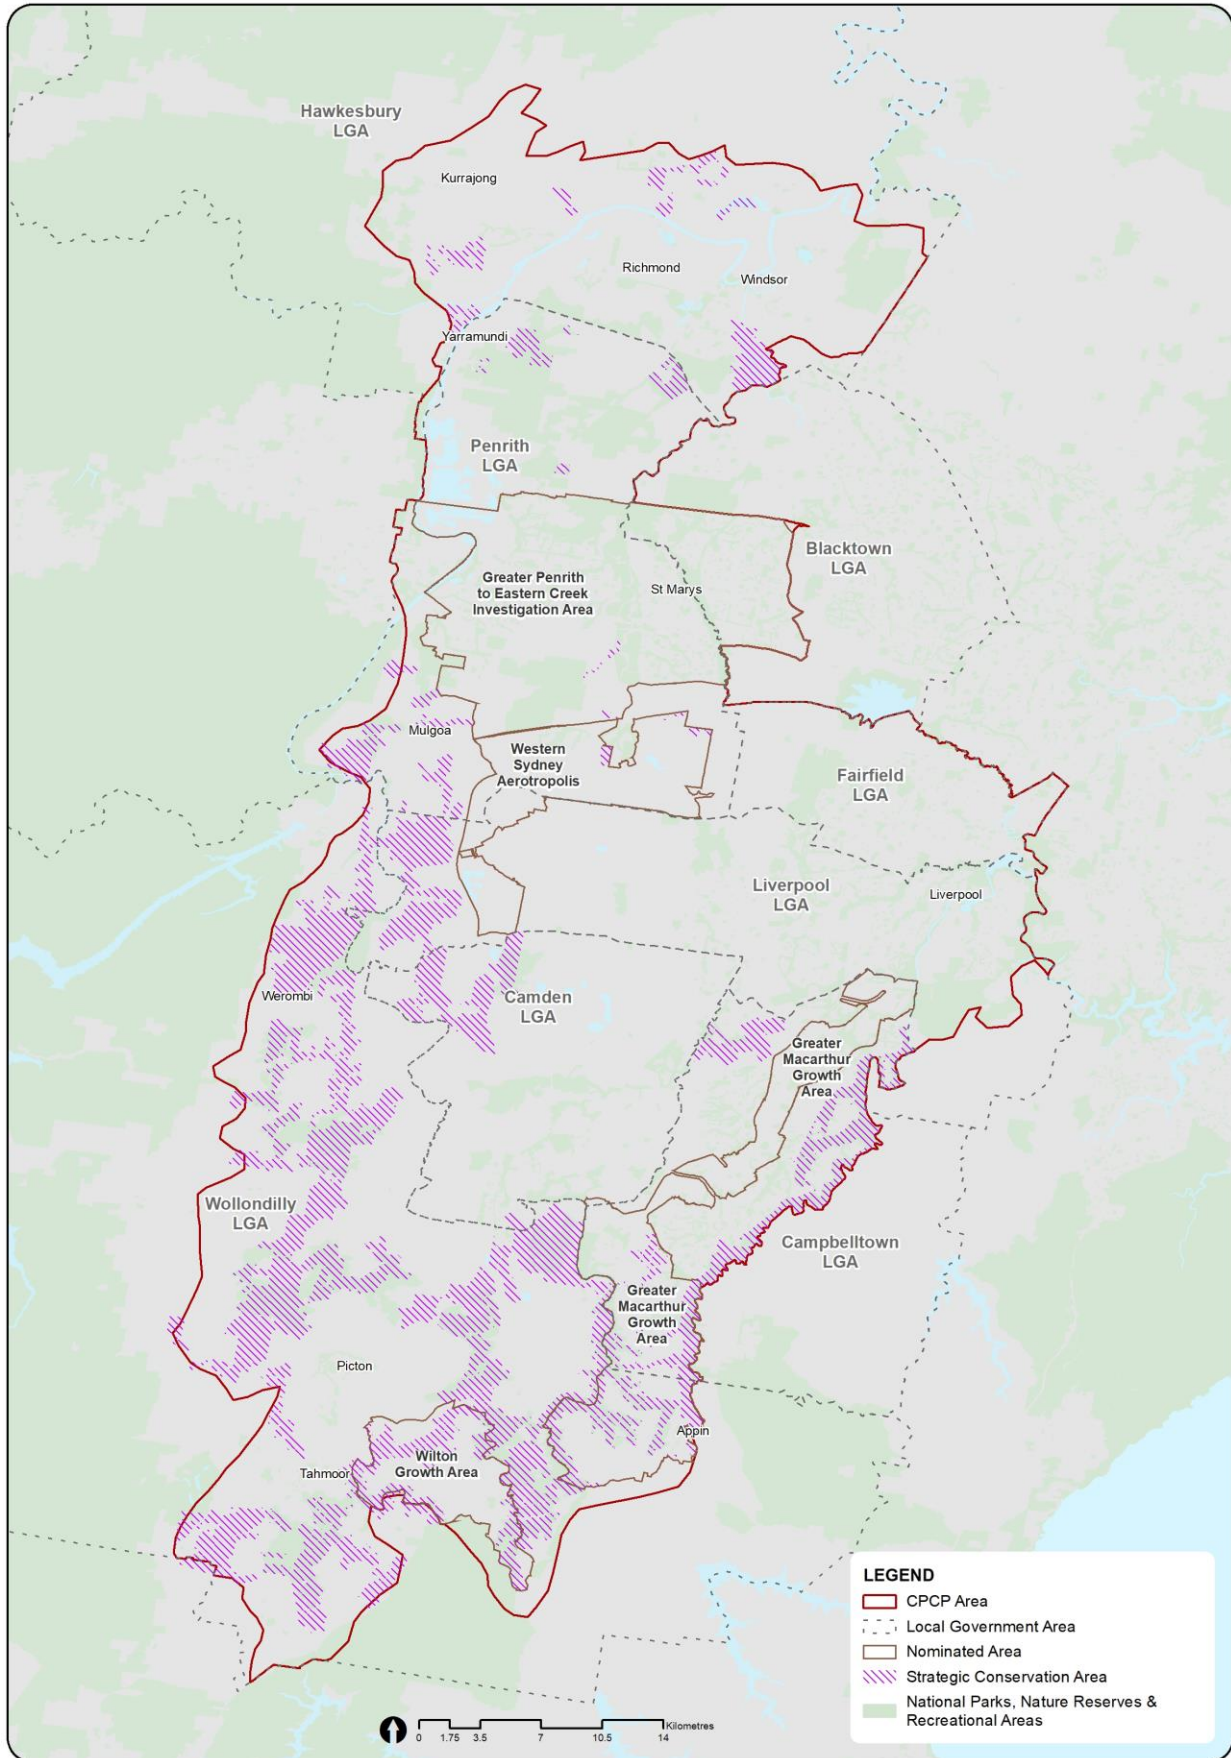 Hawkesbury
LGA
Kurrajong
Richmond
Windsor
Yarramundi
Penrith
LGA
Blacktown
LGA
Greater Penrith
to Eastern Creek
Investigation Area
St Marys
Mulgoa
Western
Sydney
Aerotropolis
Fairfield
LGA
Liverpool
LGA
Liverpool
Werombi
Camden
LGA
Greater
Macarthur
Growth
Area
Wollondilly
LGA
Campbelltown
LGA
Greater
Macarthur
Growth
Area
Picton
Appin
Wilton
Growth Area
Tahmoor
LEGEND
CPCP Area
Local Government Area
Nominated Area
Strategic Conservation Area
National Parks, Nature Reserves &
Recreational Areas
Kilometres
0 1.75 3.5 7 10.5 14